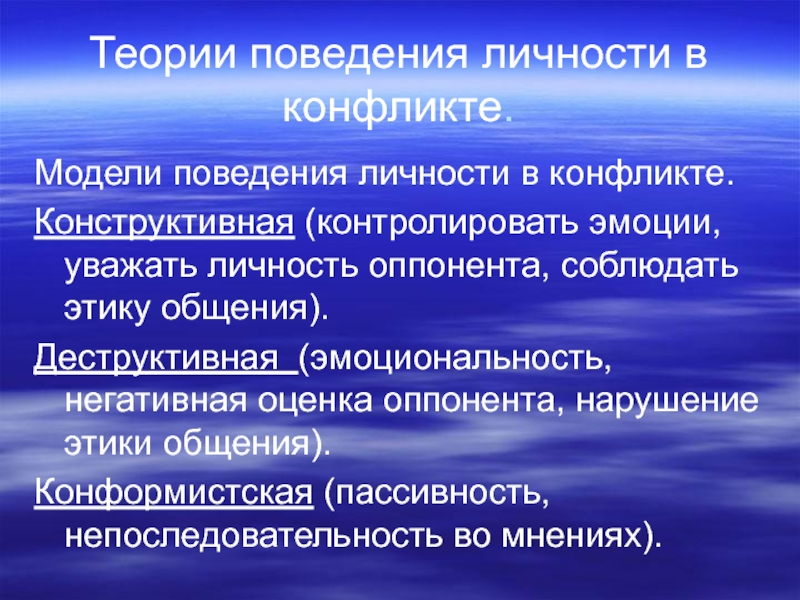 Теории поведения личности в
конфликте.
Модели поведения личности в конфликте.
Конструктивная (контролировать эмоции,
уважать личность оппонента, соблюдать
этику общения).
Деструктивная (эмоциональность,
негативная оценка оппонента, нарушение
этики общения).
Конформистская (пассивность,
непоследовательность во мнениях).